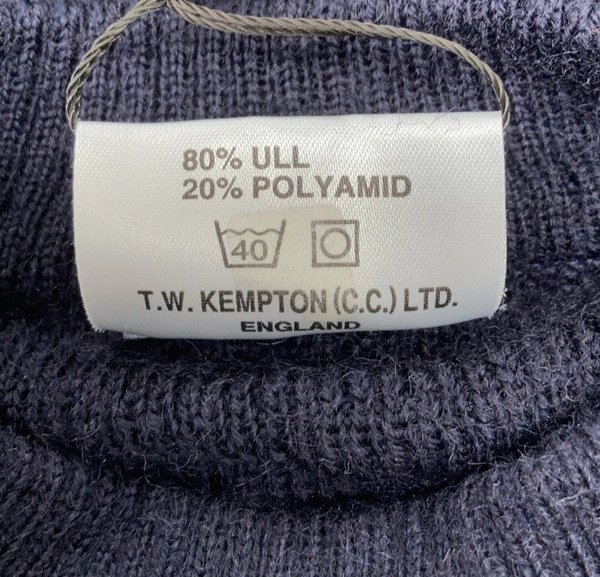 80% ULL
20% POLYAMID
40
T.W. KEMPTON (C.C.) LTD.
ENGLAND